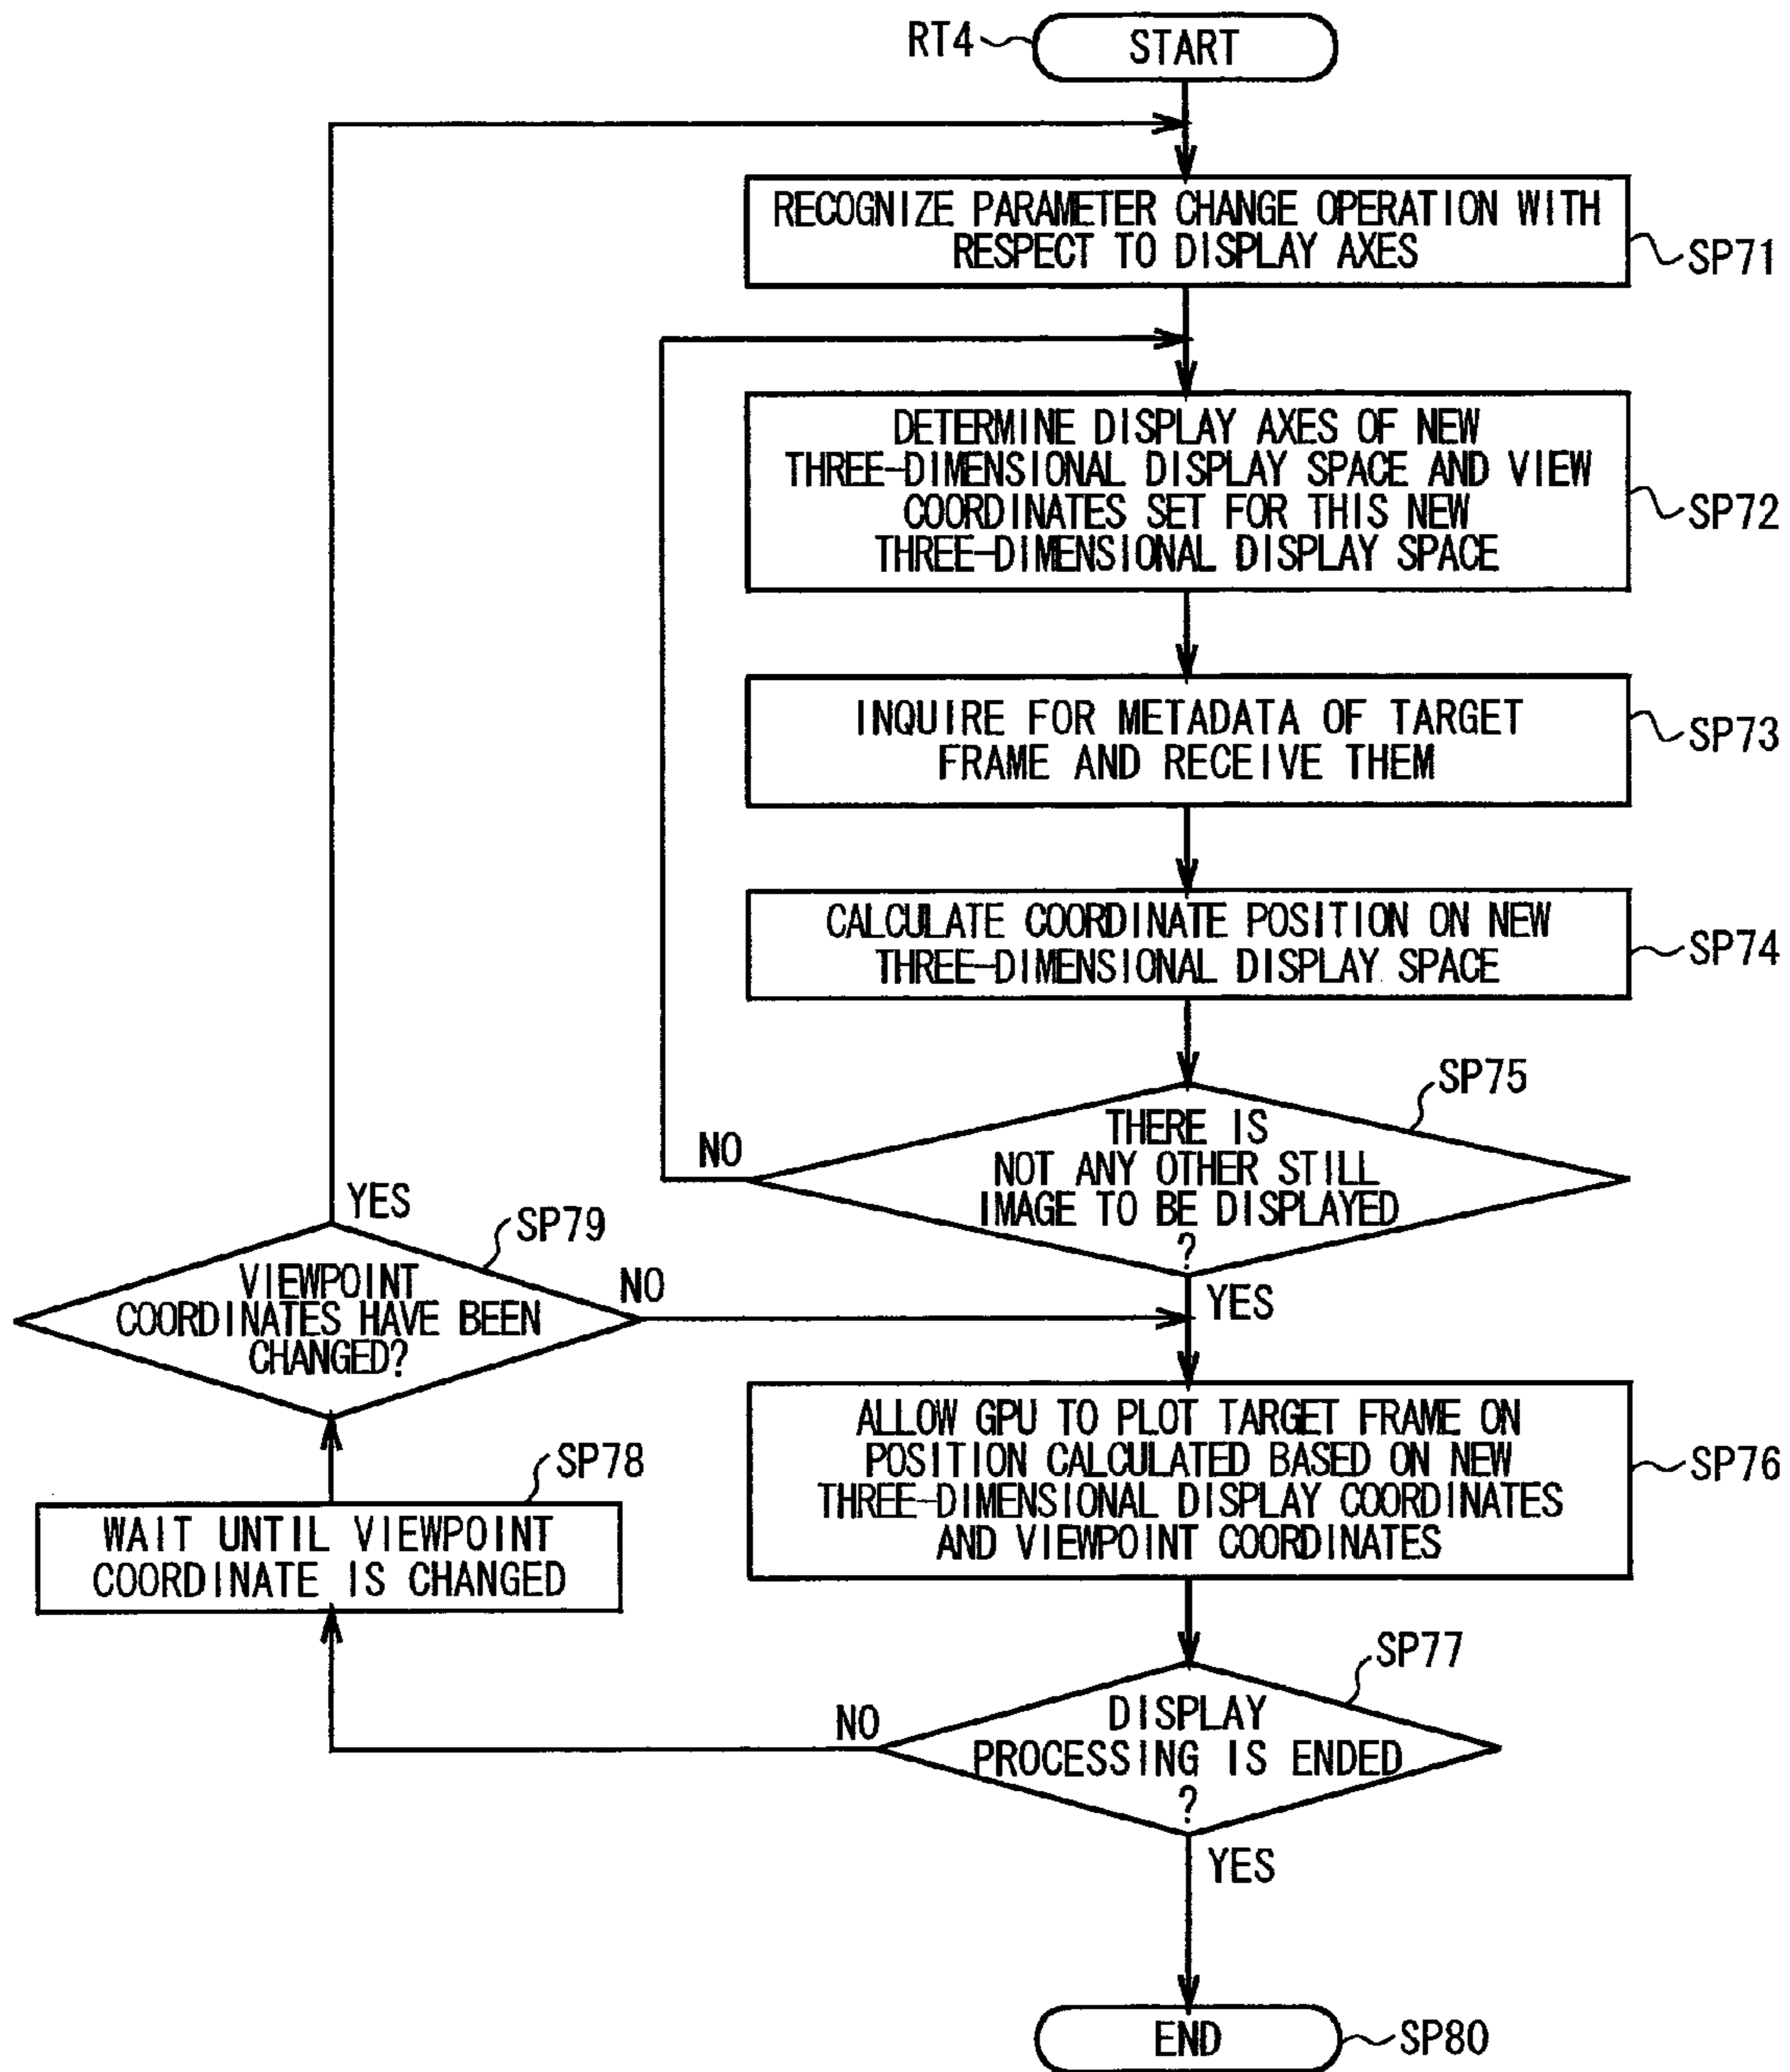 RT4
START
RECOGNIZE PARAMETER CHANGE OPERATION WITH
RESPECT TO DISPLAY AXES
SP71
DETERMINE DISPLAY AXES OF NEW
THREE-DIMENSIONAL DISPLAY SPACE AND VIEW
COORDINATES SET FOR THIS NEW
THREE-DIMENSIONAL DISPLAY SPACE
SP72
INQUIRE FOR METADATA OF TARGET
FRAME AND RECEIVE THEM
SP73
CALCULATE COORDINATE POSITION ON NEW
THREE-DIMENSIONAL DISPLAY SPACE
SP74
SP75
THERE IS
NOT ANY OTHER STILL
IMAGE TO BE DISPLAYED
?
NO
YES
YES
SP79
VIEWPOINT
COORDINATES HAVE BEEN
CHANGED?
NO
ALLOW GPU TO PLOT TARGET FRAME ON
POSITION CALCULATED BASED ON NEW
THREE-DIMENSIONAL DISPLAY COORDINATES
AND VIEWPOINT COORDINATES
SP76
SP78
WAIT UNTIL VIEWPOINT
COORDINATE IS CHANGED
SP77
DISPLAY
PROCESSING IS ENDED
?
NO
YES
END
SP80